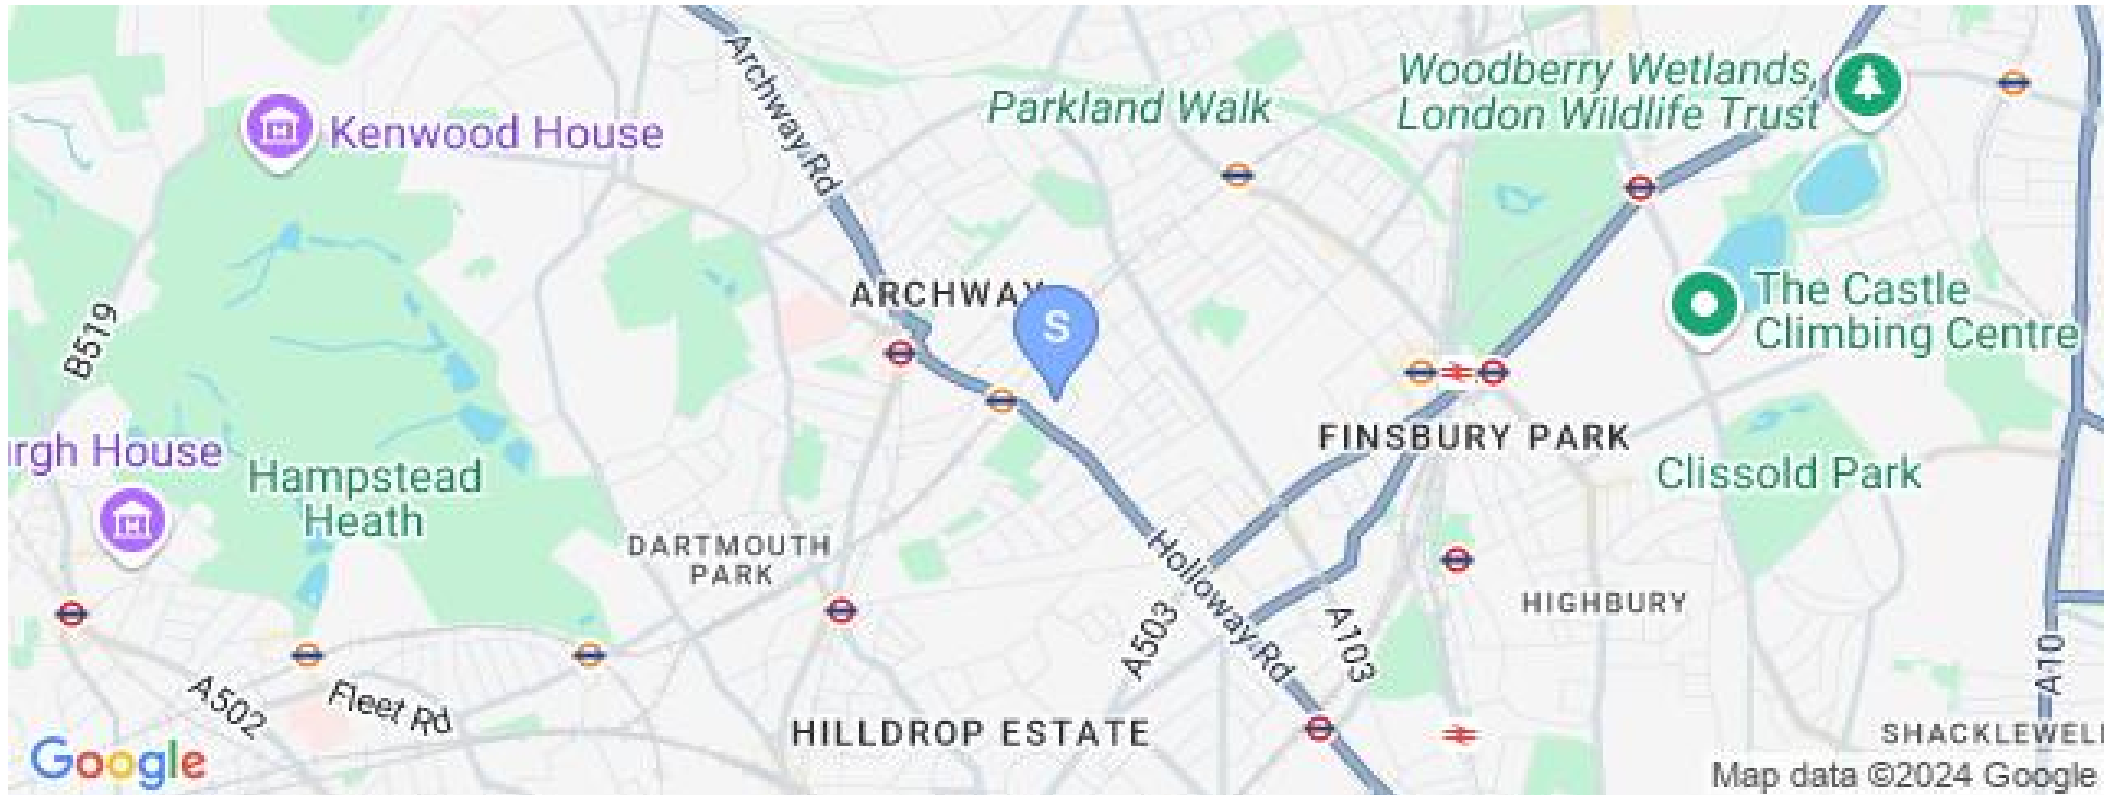 Archway Rd
Woodberry Wetlands,
London Wildlife Trust
Parkland Walk
Kenwood House
ARCHWAY
S
The Castle
Climbing Centre
B519
FINSBURY PARK
urgh House
Hampstead
Heath
Clissold Park
DARTMOUTH
PARK
Holloway Rd
HIGHBURY
A503
A103
A10
A502
Fleet Rd
HILLDROP ESTATE
SHACKLEWELL
Google
Map data ©2024 Google